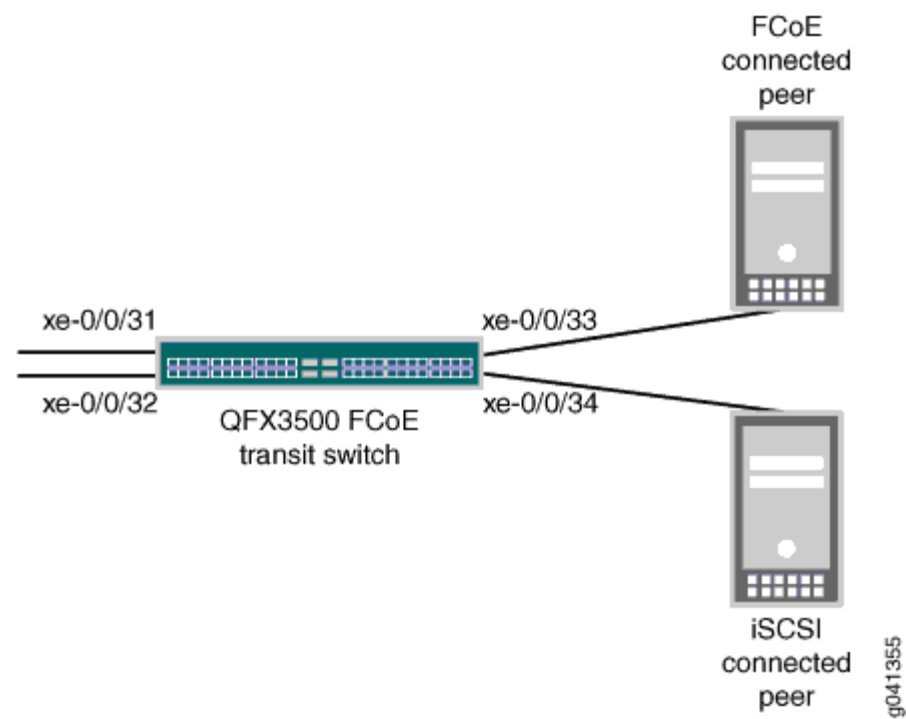 FCoE
connected
peer
xe-0/0/31
xe-0/0/33
xe-0/0/32
xe-0/0/34
QFX3500 FCoE
transit switch
iSCSI
connected
peer
g041355